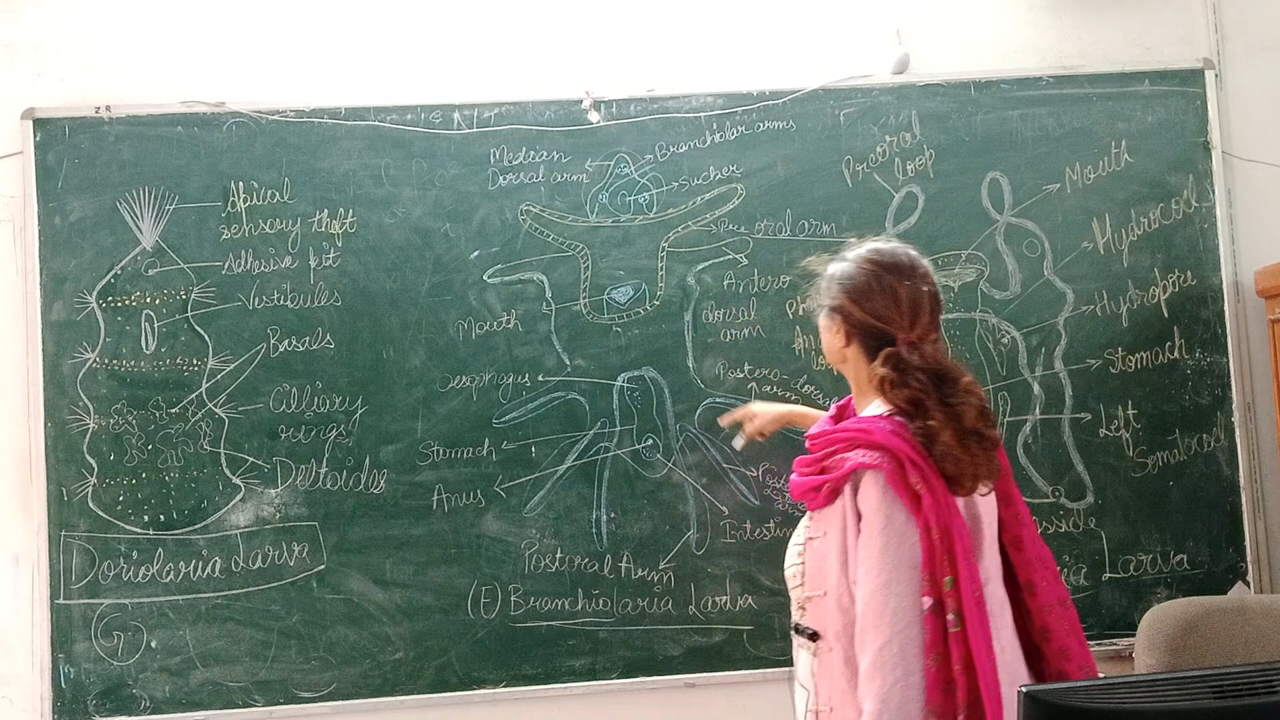 Z.R
Apical
sensory theft
Adhesive pit
Vestibules
Basals
Cilliary
rings
Deltoides
Doriolaria Larva
G
Median
Dorsal arm
Branchiolar arms
Sucker
Pre oral arm
Antero
dorsal
arm
Mouth
Oesophagus
Postero-dorsal
arm
Stomach
Anus
Intestin
Postoral Arm
(E) Branchiolaria Larva
Preoral
loop
Mouth
Hydrocoel
Hydropore
Stomach
Left
Somatocoel
Larva